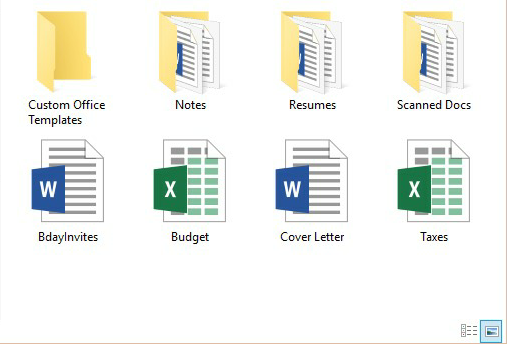 Custom Office
Templates
Notes
Resumes
Scanned Docs
W
X
W
X
BdayInvites
Budget
Cover Letter
Taxes